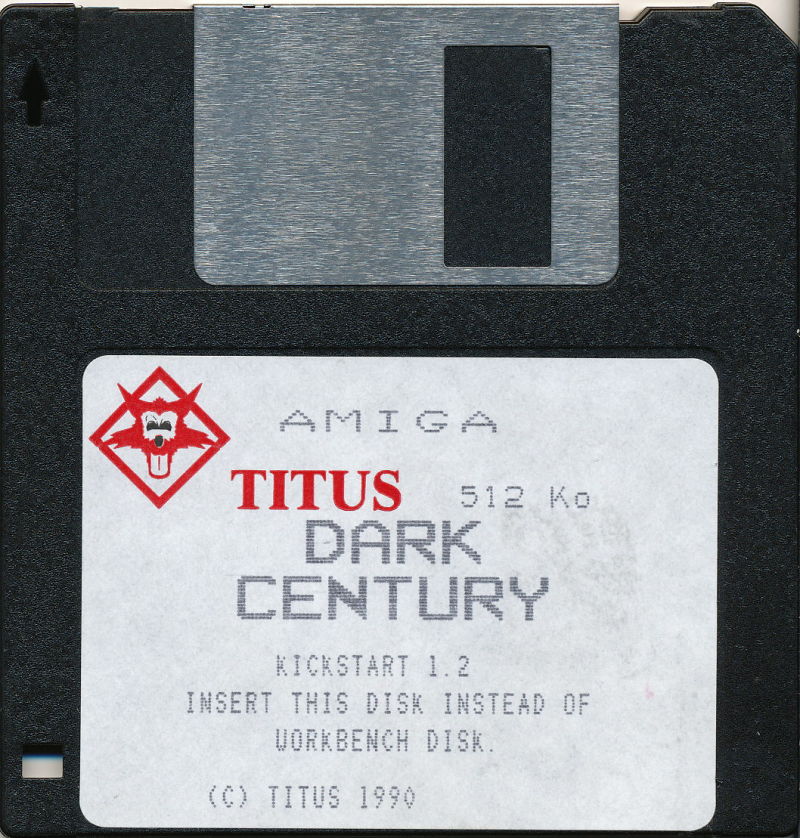 AMIGA
TITUS 512 Ko
DARK
CENTURY
KICKSTART 1.2
INSERT THIS DISK INSTEAD OF
WORKBENCH DISK.
(C) TITUS 1990